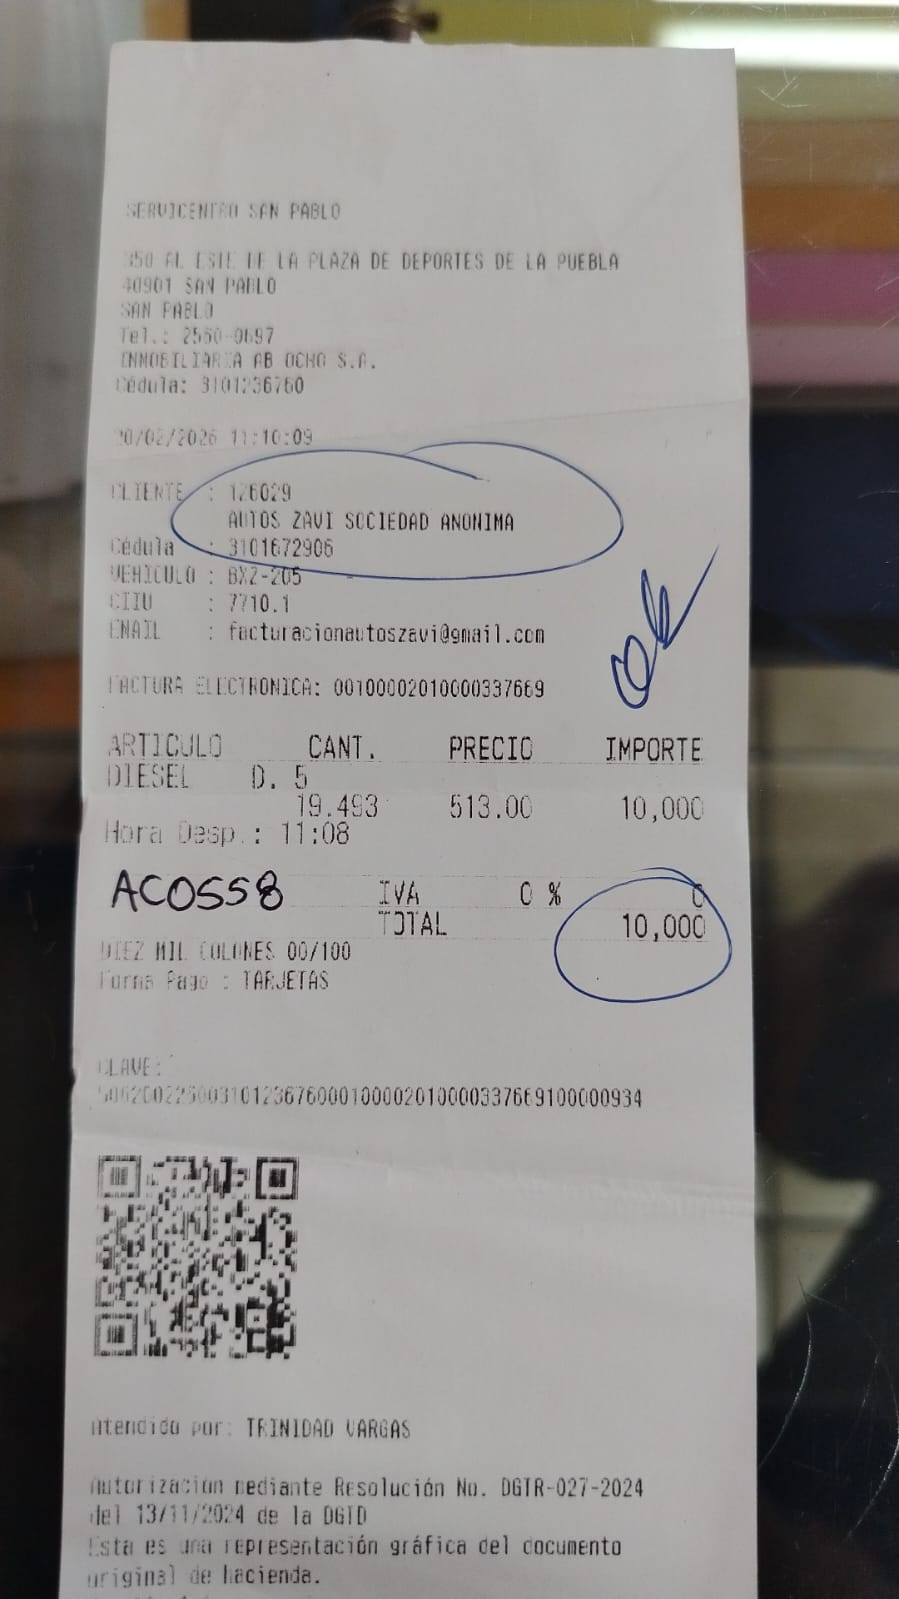 SERVICENTRO SAN PABLO
350 AL ESTE DE LA PLAZA DE DEPORTES DE LA PUEBLA
40901 SAN PABLO
SAN PABLO
Tel.: 2560-0697
INMOBILIARIA AB OCHO S.A.
Cédula: 3101236760
20/02/2026 11:10:09
CLIENTE : 126029
AUTOS ZAVI SOCIEDAD ANONIMA
Cédula : 3101672906
VEHICULO : BXZ-205
CIIU : 7710.1
EMAIL : facturacionautoszavi@gmail.com
ok
FACTURA ELECTRONICA: 00100002010000337669
ARTICULO CANT. PRECIO IMPORTE
DIESEL D. 5
19.493 513.00 10,000
Hora Desp.: 11:08
ACO558 IVA 0 % 0
TOTAL 10,000
DIEZ MIL COLONES 00/100
Forma Pago : TARJETAS
CLAVE:
50620022600310123676000100002010000337669100000934
Atendido por: TRINIDAD VARGAS
Autorizacion mediante Resolución No. DGTR-027-2024
del 13/11/2024 de la DGTD
Esta es una representación gráfica del documento
original de hacienda.